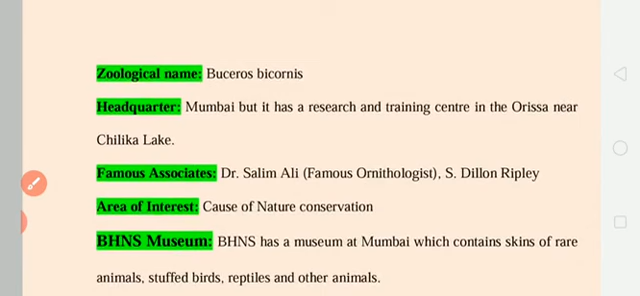 Zoological name: Buceros bicornis
Headquarter: Mumbai but it has a research and training centre in the Orissa near
Chilika Lake.
Famous Associates: Dr. Salim Ali (Famous Ornithologist), S. Dillon Ripley
Area of Interest: Cause of Nature conservation
BHNS Museum: BHNS has a museum at Mumbai which contains skins of rare
animals, stuffed birds, reptiles and other animals.